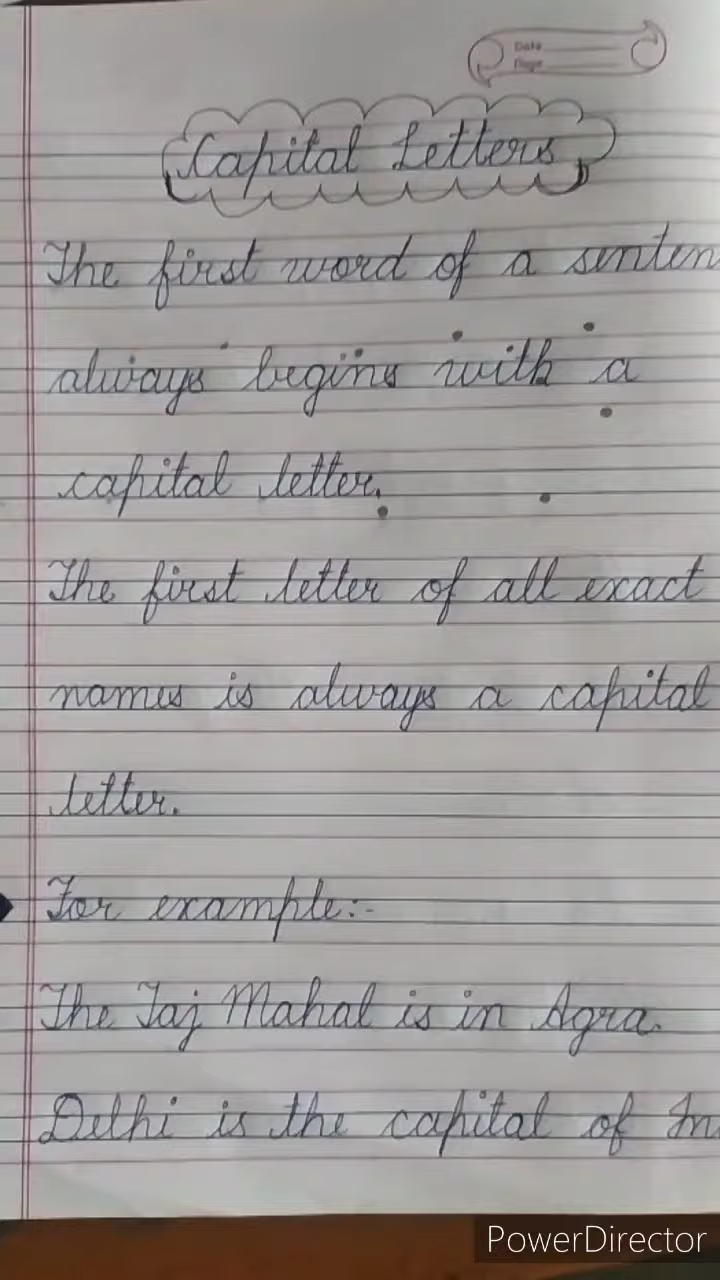 Date
Page
Capital Letters
The first word of a senten
always begins with a
capital letter.
The first letter of all exact
names is always a capital
letter.
For example:-
The Taj Mahal is in Agra.
Delhi is the capital of In
PowerDirector